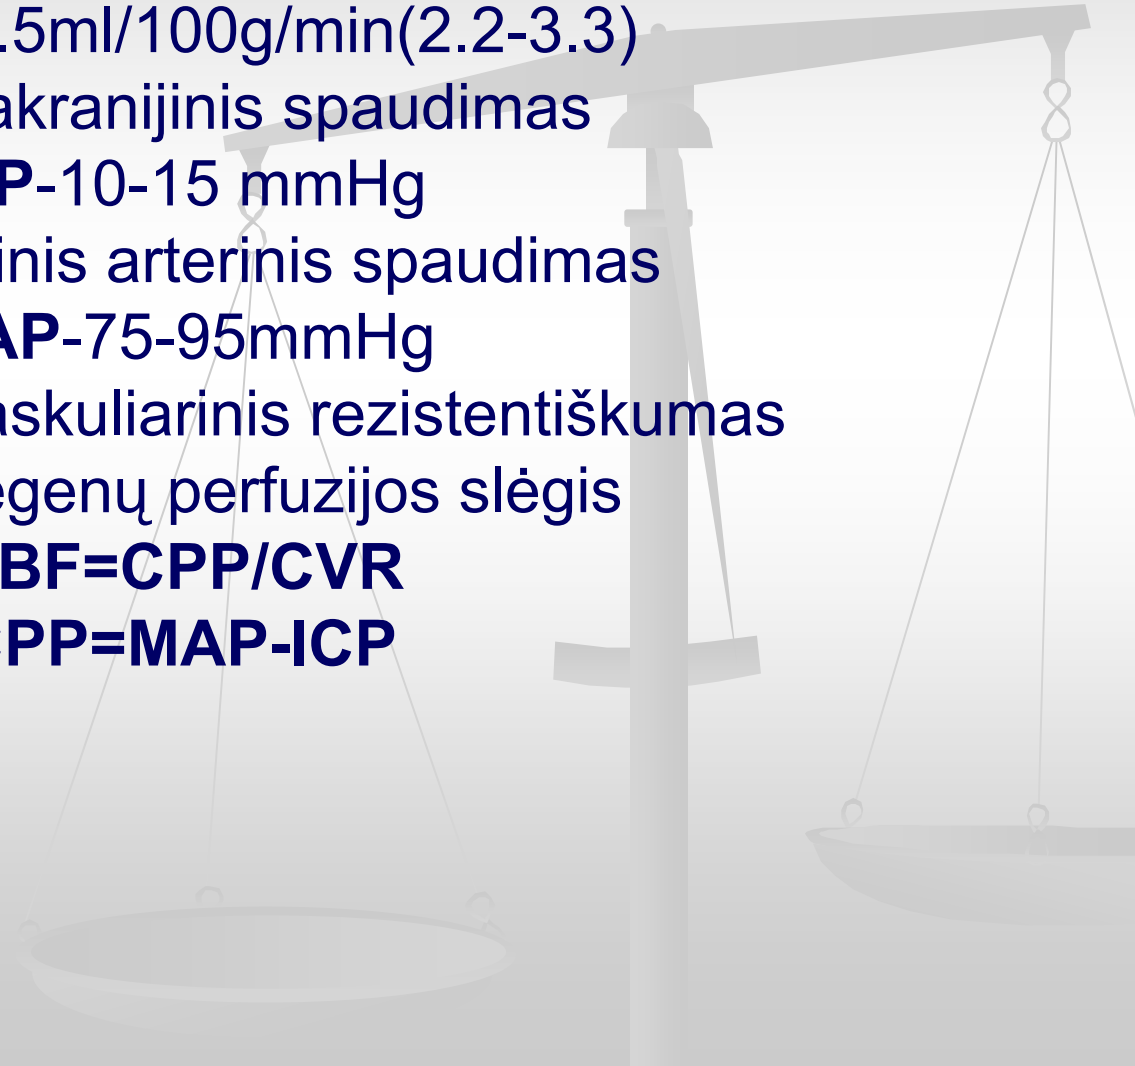 .5ml/100g/min(2.2-3.3)
akranijinis spaudimas
P-10-15 mmHg
inis arterinis spaudimas
AP-75-95mmHg
askuliarinis rezistentiškumas
egenų perfuzijos slėgis
BF=CPP/CVR
CPP=MAP-ICP